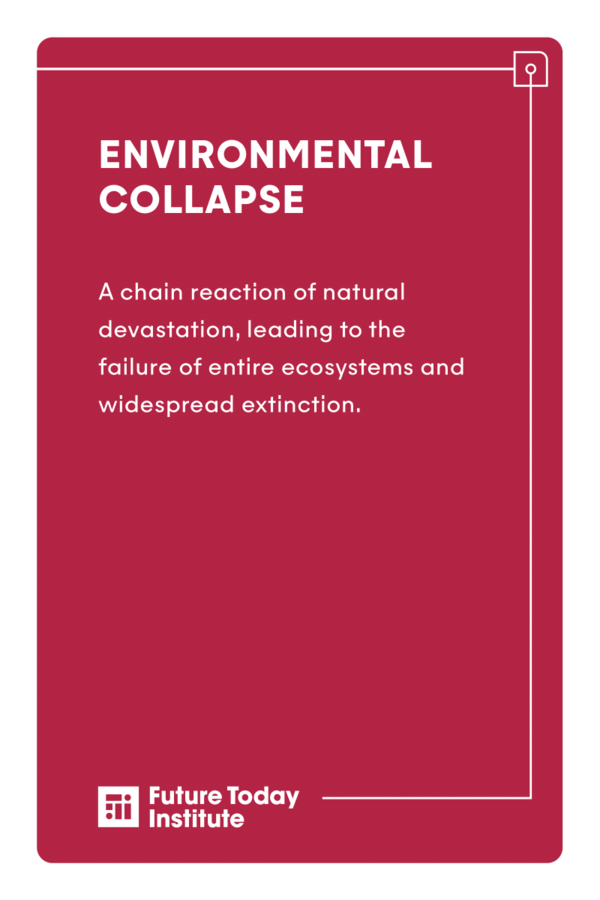 ENVIRONMENTAL
COLLAPSE
A chain reaction of natural
devastation, leading to the
failure of entire ecosystems and
widespread extinction.
Future Today
Institute